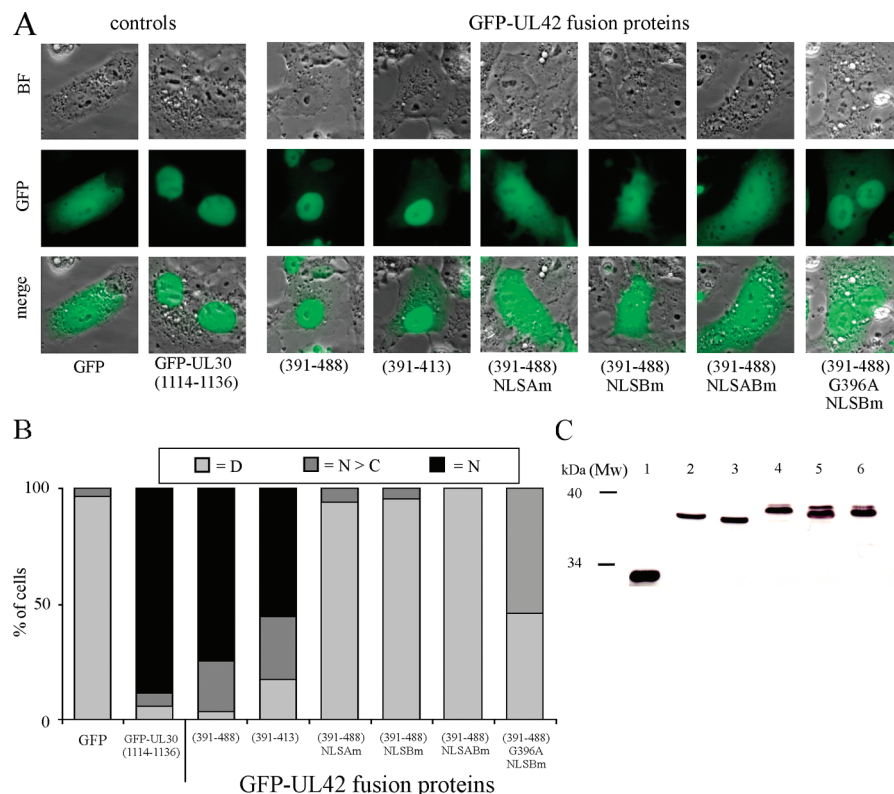 A
controls
GFP-UL42 fusion proteins
BF
GFP
merge
GFP
GFP-UL30
(1114-1136)
(391-488)
(391-413)
(391-488)
NLSAm
(391-488)
NLSBm
(391-488)
NLSABm
(391-488)
G396A
NLSBm
B
= D
= N > C
= N
% of cells
100
50
0
GFP
GFP-UL30
(1114-1136)
(391-488)
(391-413)
(391-488)
NLSAm
(391-488)
NLSBm
(391-488)
NLSABm
(391-488)
G396A
NLSBm
GFP-UL42 fusion proteins
C
kDa (Mw) 1 2 3 4 5 6
40
34